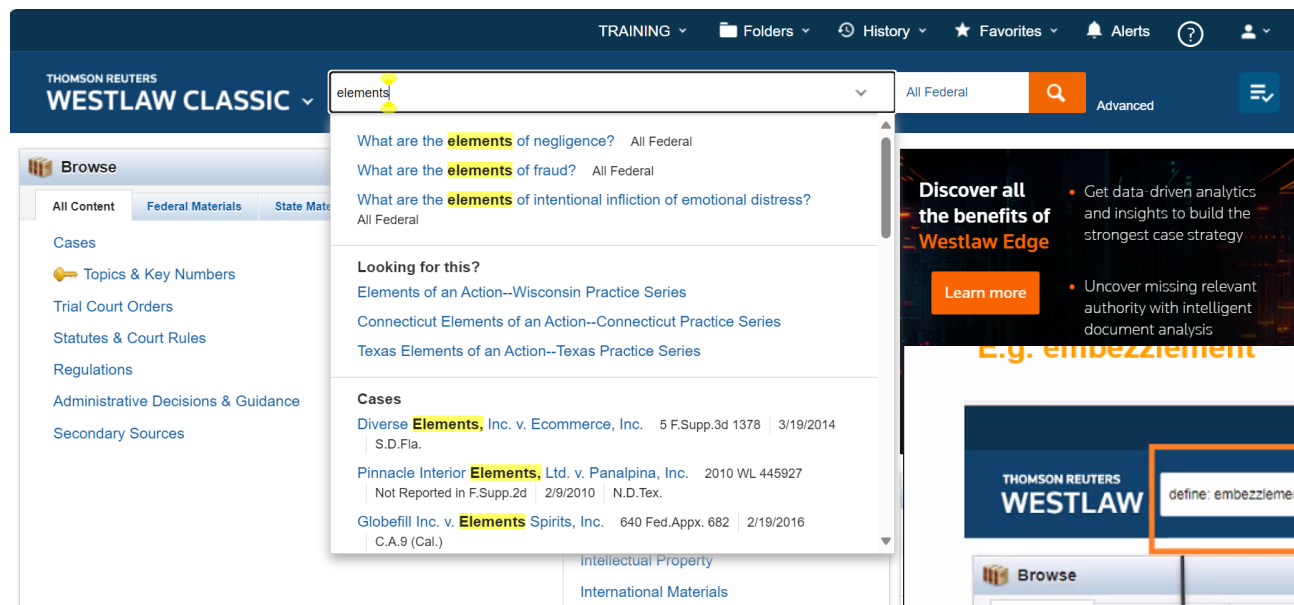 TRAINING Folders History Favorites Alerts ?
THOMSON REUTERS
WESTLAW CLASSIC
elements
All Federal
Advanced
Browse
All Content Federal Materials State Mate
Cases
Topics & Key Numbers
Trial Court Orders
Statutes & Court Rules
Regulations
Administrative Decisions & Guidance
Secondary Sources
What are the elements of negligence? All Federal
What are the elements of fraud? All Federal
What are the elements of intentional infliction of emotional distress?
All Federal
Looking for this?
Elements of an Action--Wisconsin Practice Series
Connecticut Elements of an Action--Connecticut Practice Series
Texas Elements of an Action--Texas Practice Series
Cases
Diverse Elements, Inc. v. Ecommerce, Inc. 5 F.Supp.3d 1378 3/19/2014
S.D.Fla.
Pinnacle Interior Elements, Ltd. v. Panalpina, Inc. 2010 WL 445927
Not Reported in F.Supp.2d 2/9/2010 N.D.Tex.
Globefill Inc. v. Elements Spirits, Inc. 640 Fed.Appx. 682 2/19/2016
C.A.9 (Cal.)
Intellectual Property
International Materials
Discover all
the benefits of
Westlaw Edge
Learn more
• Get data-driven analytics
and insights to build the
strongest case strategy
• Uncover missing relevant
authority with intelligent
document analysis
E.g. embezzlement
THOMSON REUTERS
WESTLAW
define: embezzleme
Browse